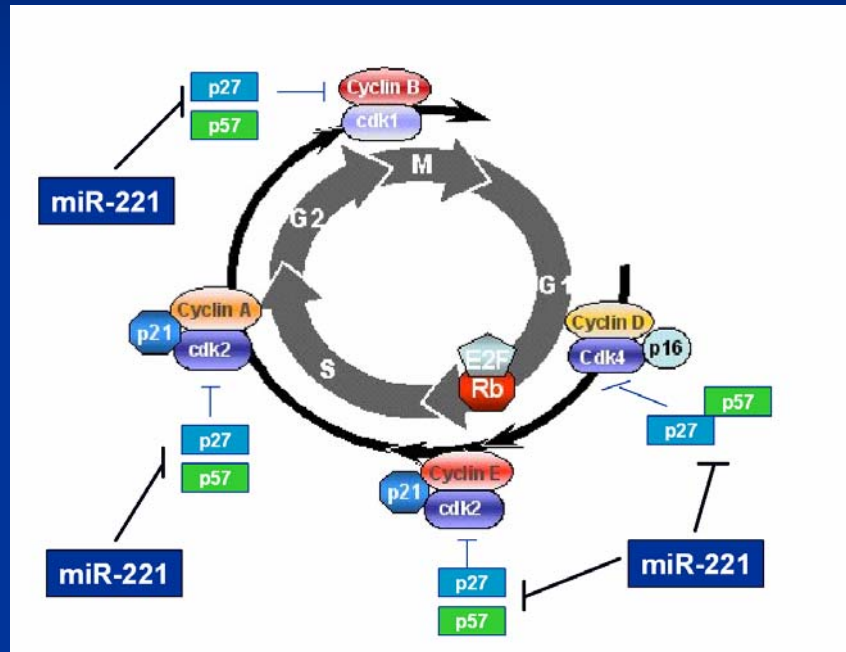 p27
p57
Cyclin B
cdk1
miR-221
M
G2
G1
S
Cyclin A
p21
cdk2
Cyclin D
Cdk4
p16
E2F
Rb
p57
p27
p27
p57
Cyclin E
p21
cdk2
miR-221
miR-221
p27
p57